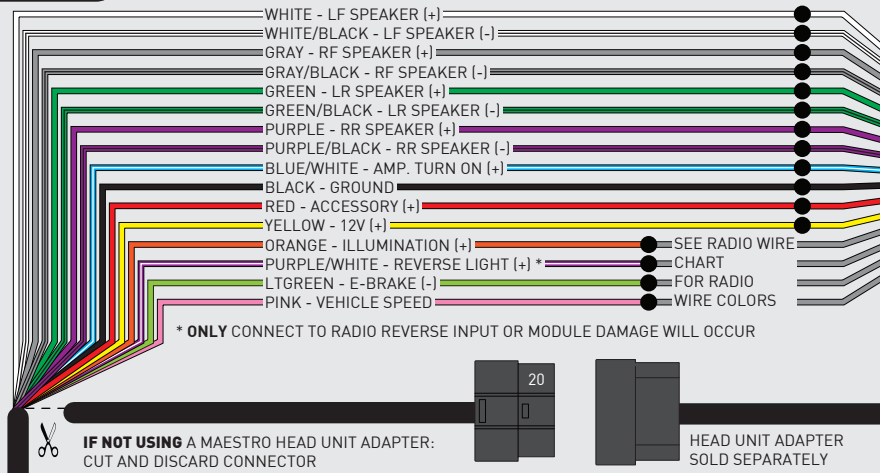 WHITE - LF SPEAKER (+)
WHITE/BLACK - LF SPEAKER (-)
GRAY - RF SPEAKER (+)
GRAY/BLACK - RF SPEAKER (-)
GREEN - LR SPEAKER (+)
GREEN/BLACK - LR SPEAKER (-)
PURPLE - RR SPEAKER (+)
PURPLE/BLACK - RR SPEAKER (-)
BLUE/WHITE - AMP. TURN ON (+)
BLACK - GROUND
RED - ACCESSORY (+)
YELLOW - 12V (+)
ORANGE - ILLUMINATION (+) SEE RADIO WIRE
PURPLE/WHITE - REVERSE LIGHT (+) * CHART
LTGREEN - E-BRAKE (-) FOR RADIO
PINK - VEHICLE SPEED WIRE COLORS
* ONLY CONNECT TO RADIO REVERSE INPUT OR MODULE DAMAGE WILL OCCUR
20
IF NOT USING A MAESTRO HEAD UNIT ADAPTER:
CUT AND DISCARD CONNECTOR
HEAD UNIT ADAPTER
SOLD SEPARATELY